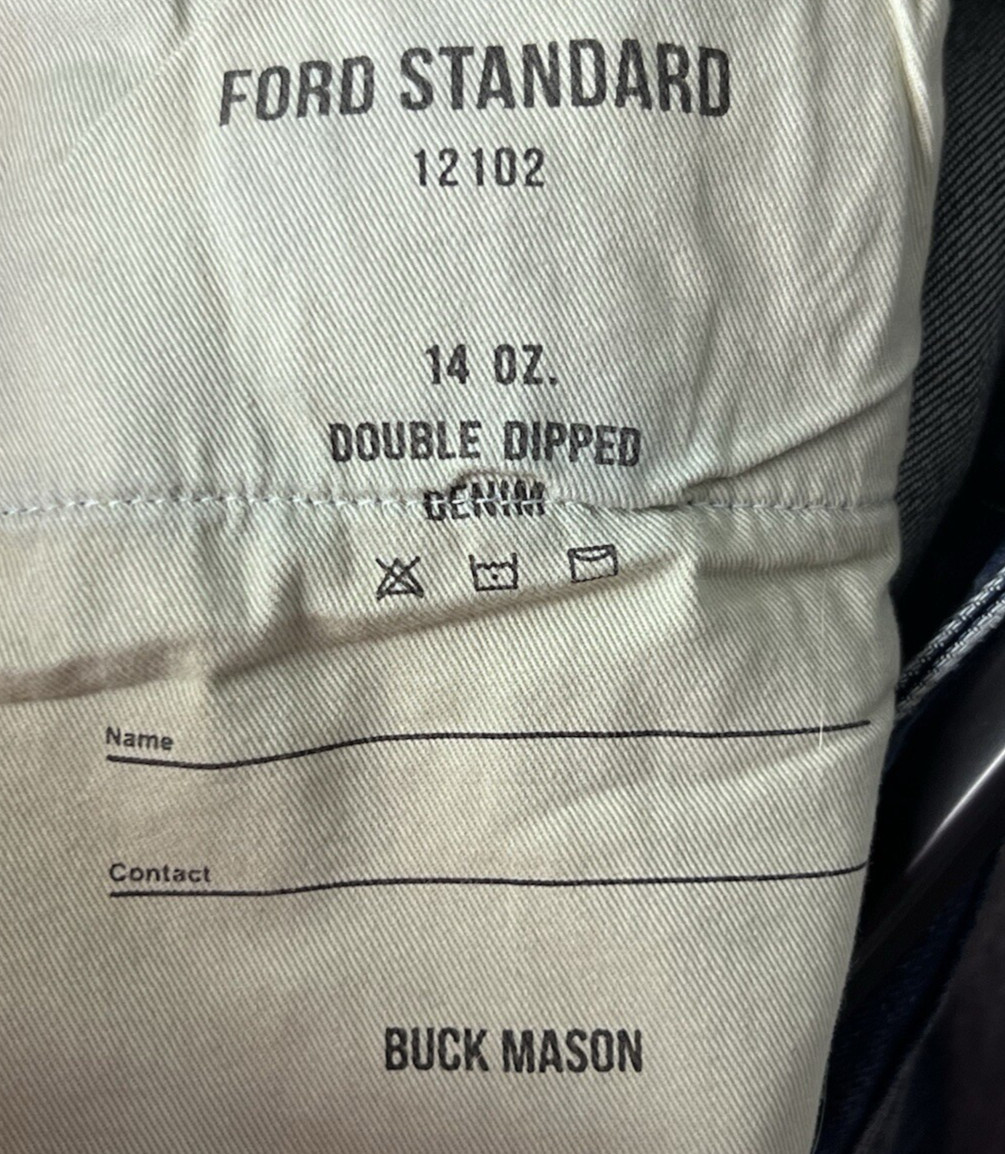 FORD STANDARD
12102
14 OZ.
DOUBLE DIPPED
DENIM
Name
Contact
BUCK MASON